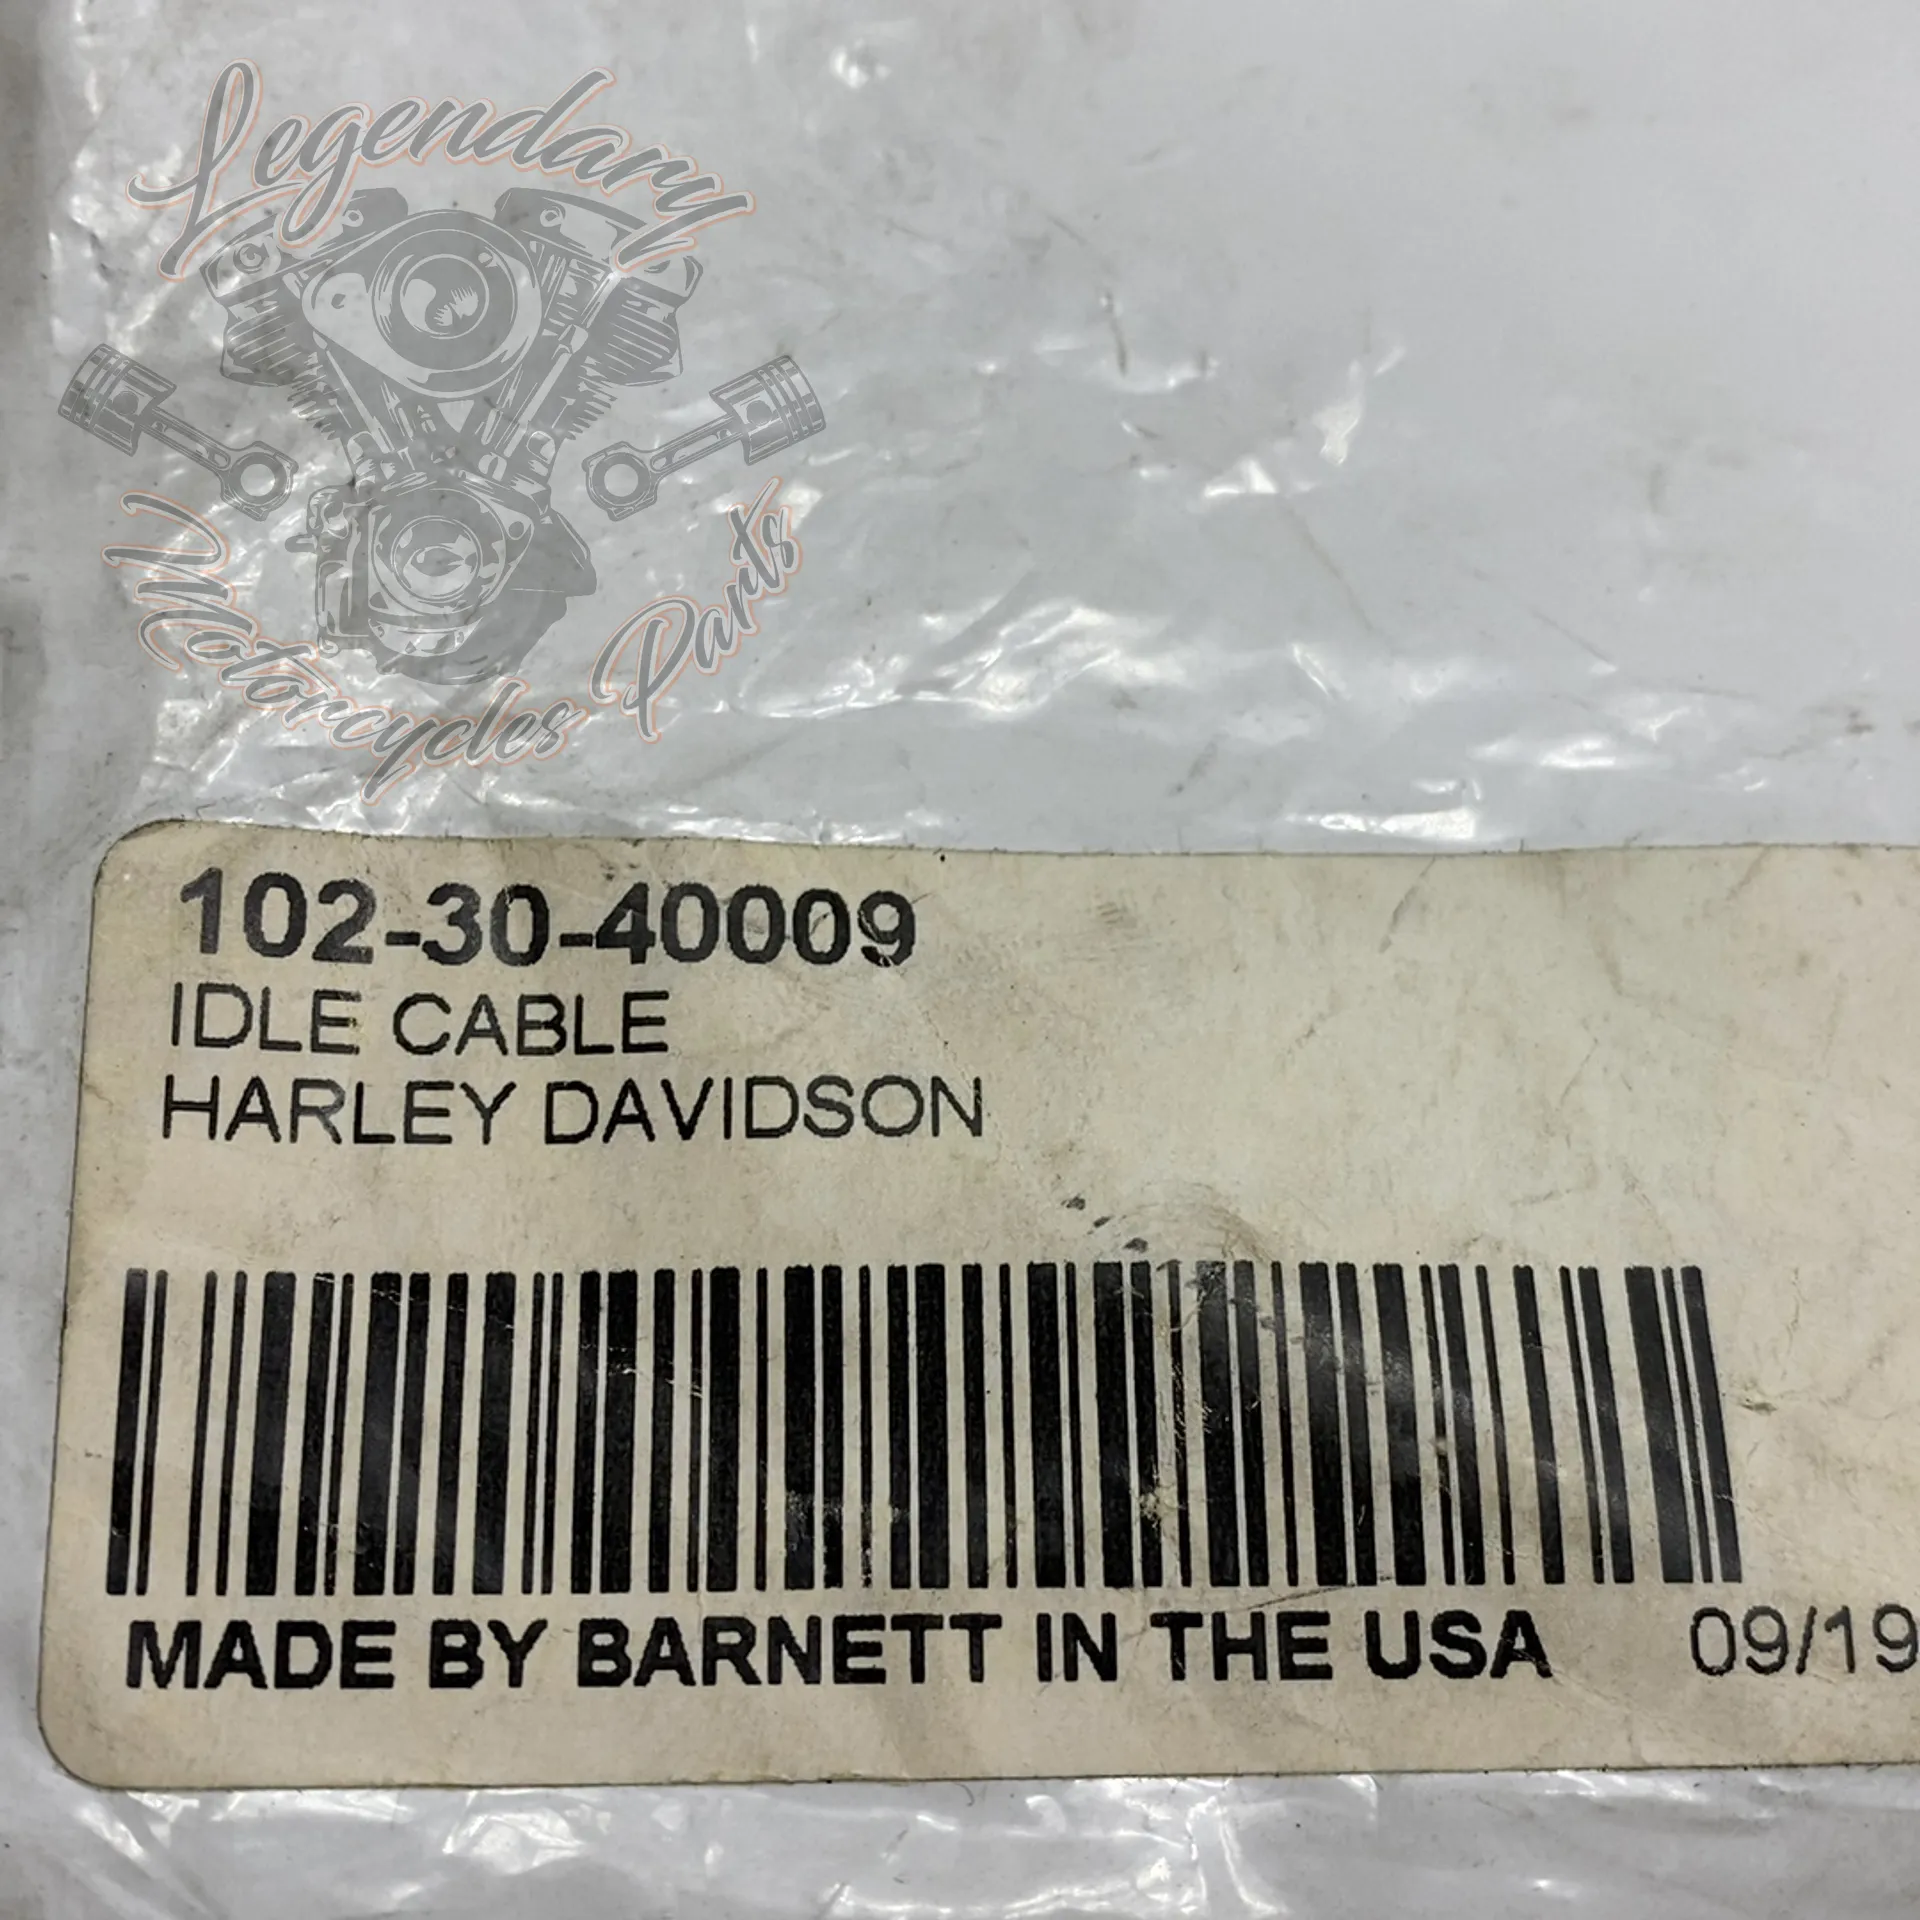 Legendary
Motorcycles Parts
102-30-40009
IDLE CABLE
HARLEY DAVIDSON
MADE BY BARNETT IN THE USA 09/19